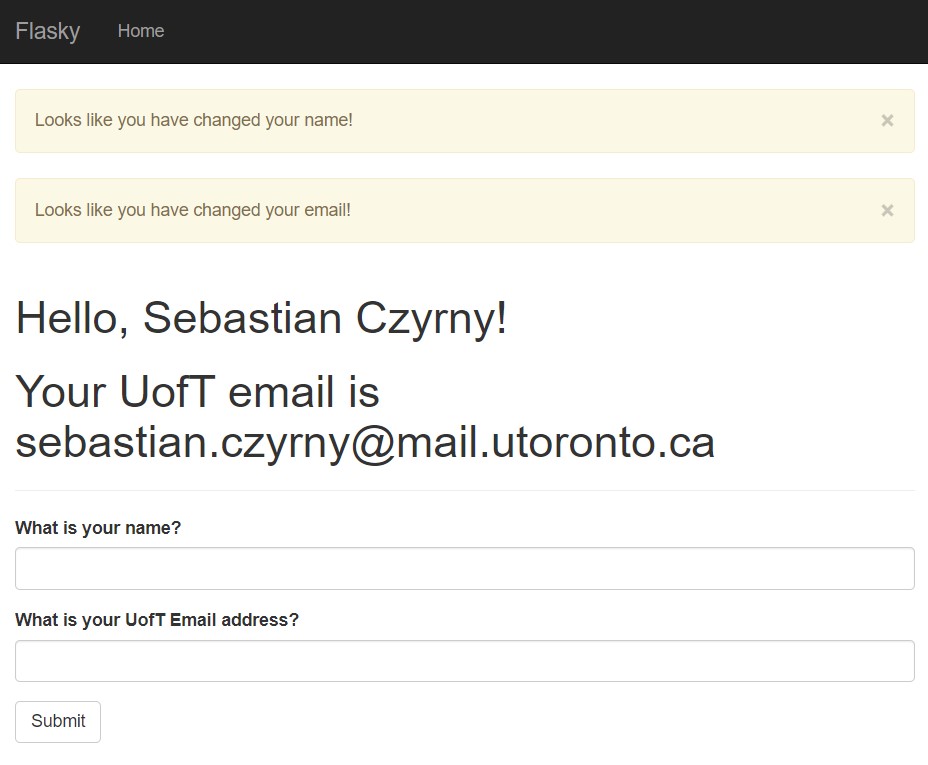 Flasky Home
Looks like you have changed your name! ×
Looks like you have changed your email! ×
Hello, Sebastian Czyrny!
Your UofT email is
sebastian.czyrny@mail.utoronto.ca
What is your name?
What is your UofT Email address?
Submit